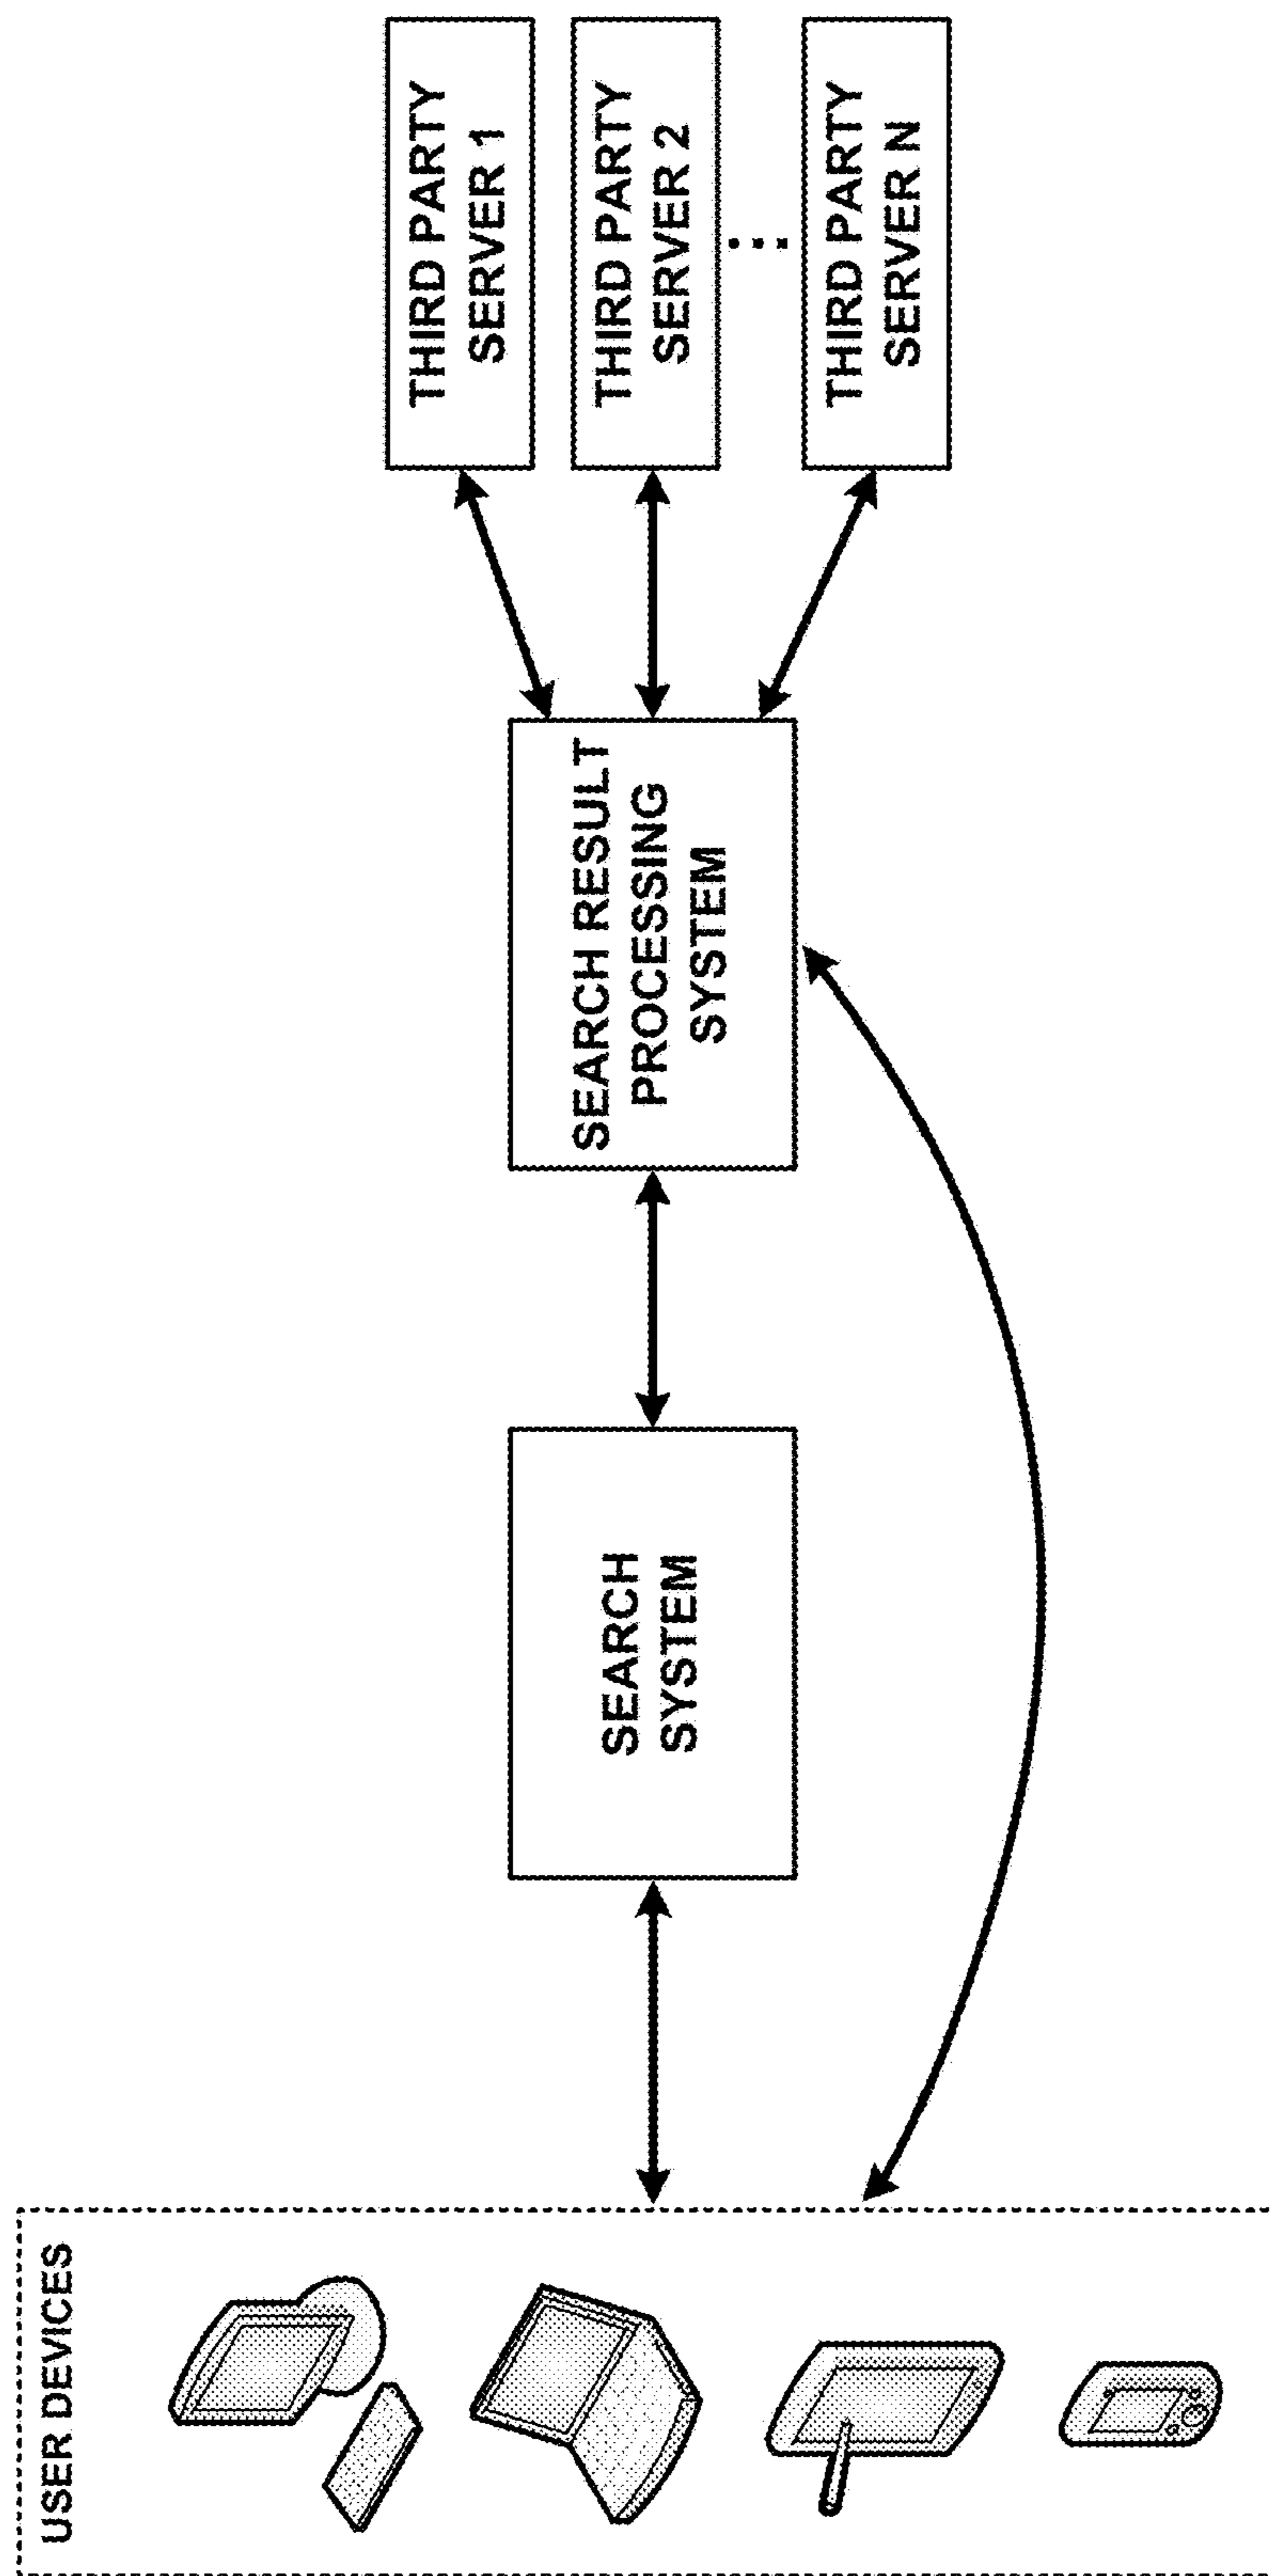 USER DEVICES
SEARCH
SYSTEM
SEARCH RESULT
PROCESSING
SYSTEM
THIRD PARTY
SERVER 1
THIRD PARTY
SERVER 2
THIRD PARTY
SERVER N